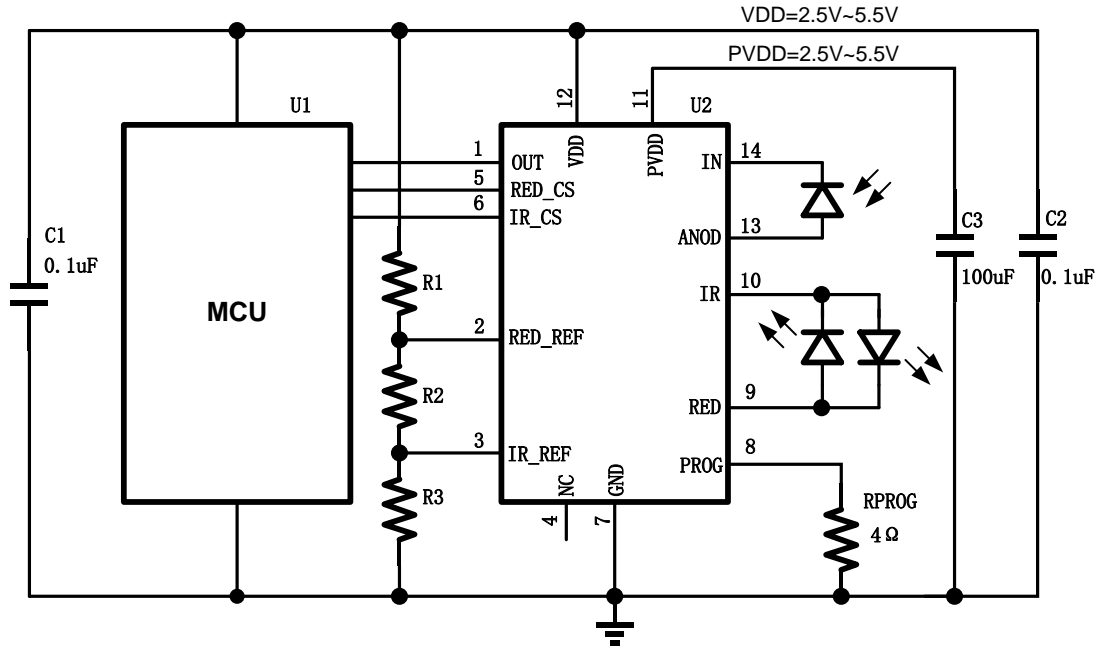 VDD=2.5V~5.5V
PVDD=2.5V~5.5V
12
11
U1
U2
VDD
PVDD
1
OUT
IN
14
5
RED_CS
6
IR_CS
C1
0.1uF
ANOD
13
C3
100uF
C2
0.1uF
R1
MCU
IR
10
2
RED_REF
R2
RED
9
3
IR_REF
PROG
8
R3
NC
GND
4
7
RPROG
4Ω